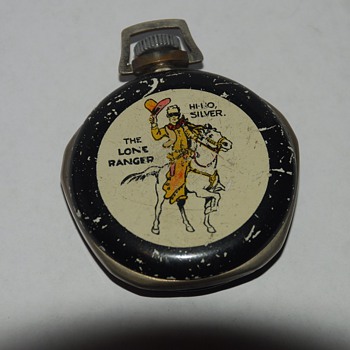 HI-YO,
SILVER.
THE
LONE
RANGER